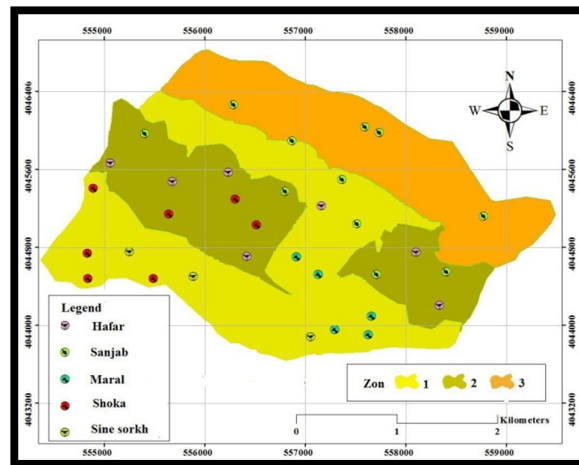 555000 556000 557000 558000 559000
4046400
4045600
4044800
4044000
4043200
4046400
4045600
4044800
4044000
4043200
N
W E
S
Legend
Hafar
Sanjab
Maral
Shoka
Sine sorkh
Zon 1 2 3
Kilometers
0 1 2
555000 556000 557000 558000 559000